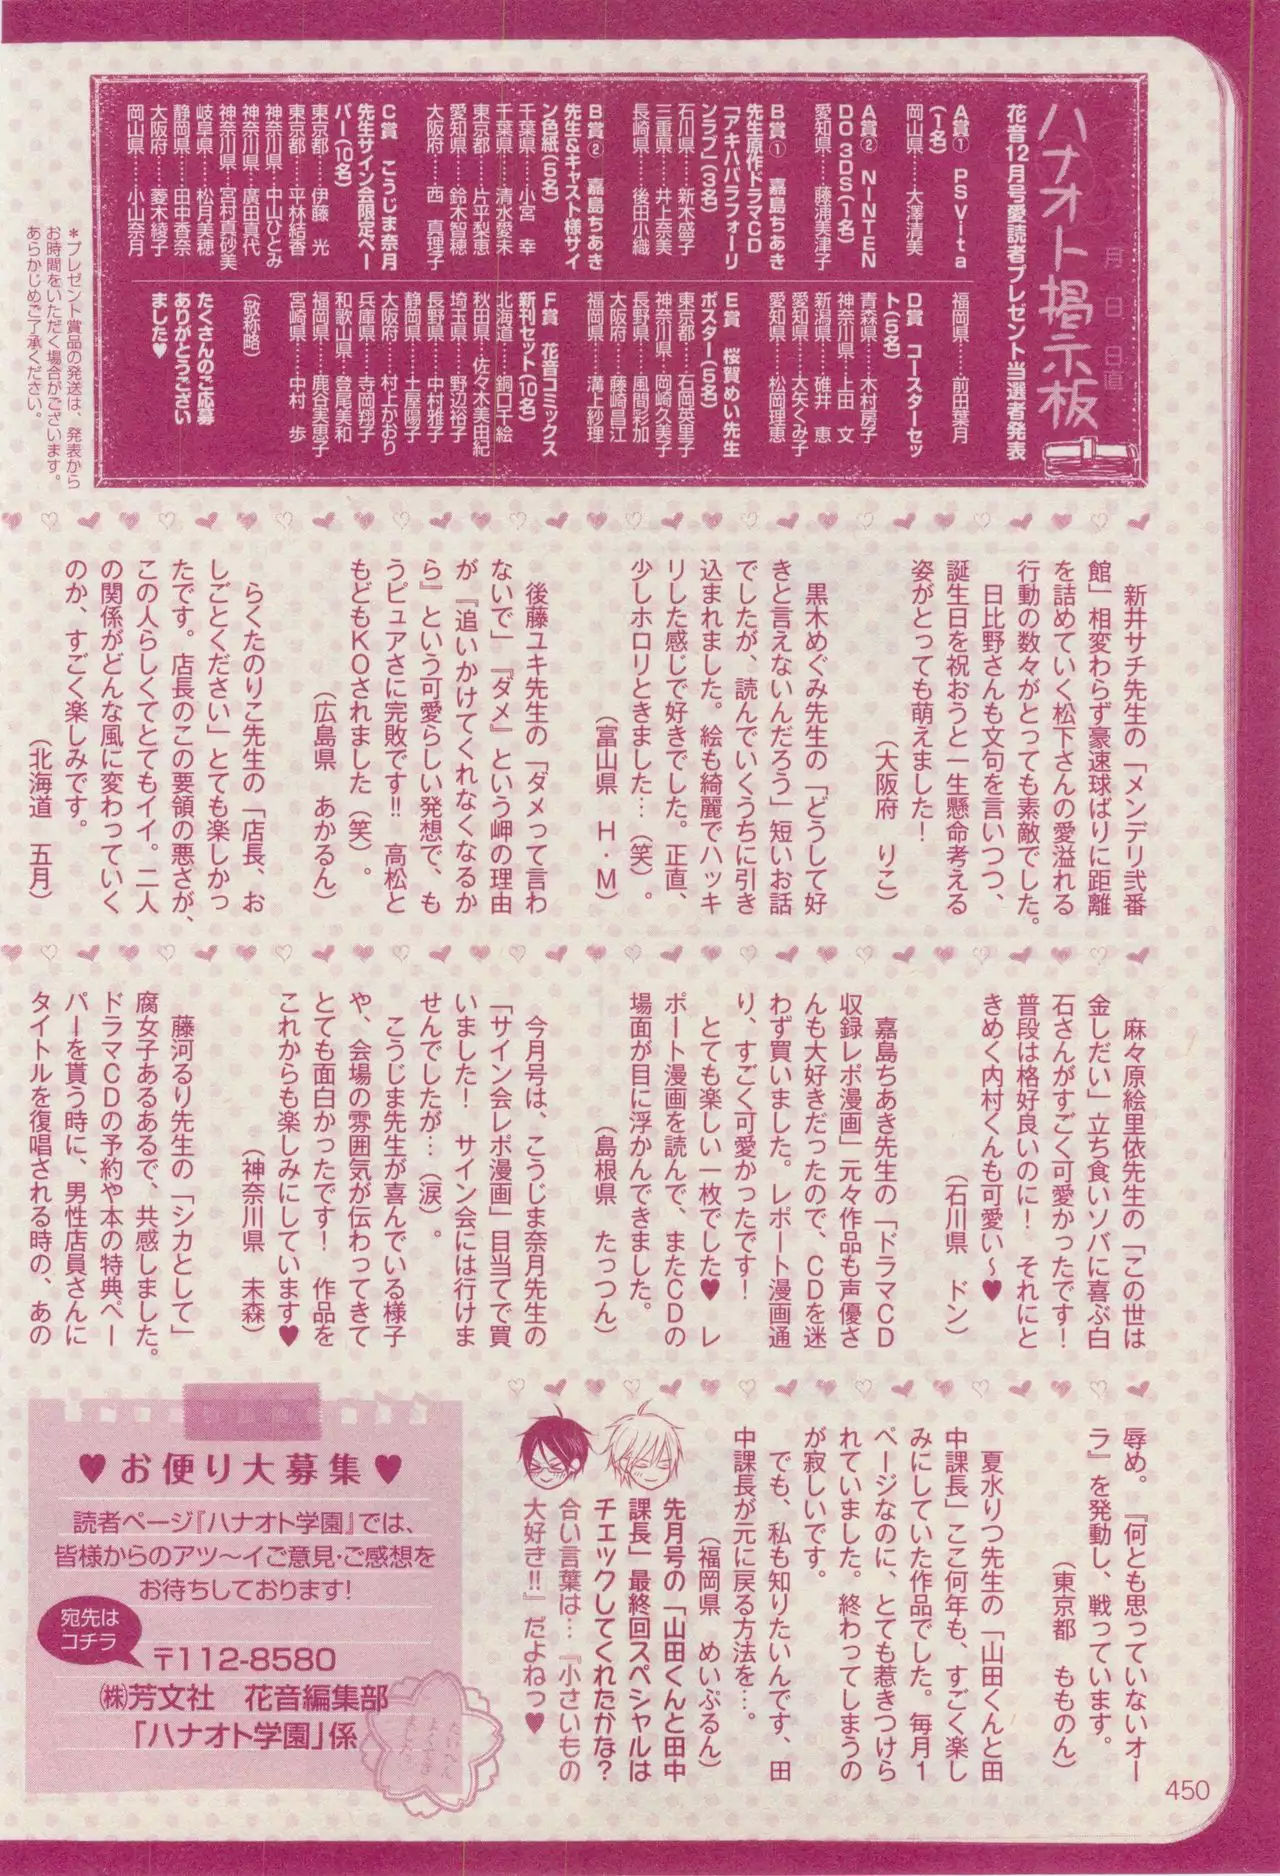 ハナオト掲示板
月 日 日直
花音12月号愛読者プレゼント当選者発表
A賞① PS Vita
(1名)
岡山県……大澤清美
A賞② NINTEN
DO 3DS(1名)
愛知県……藤浦美津子
B賞① 嘉島ちあき
先生原作ドラマCD
「アキハバラフォーリ
ンラブ」(3名)
石川県……新木盛子
三重県……井上奈美
長崎県……後田小織
B賞② 嘉島ちあき
先生&キャスト様サイ
ン色紙(5名)
千葉県……小宮 幸
千葉県……清水愛未
東京都……片平梨恵
愛知県……鈴木智穂
大阪府……西 真理子
C賞 こうじま奈月
先生サイン会限定ペー
パー(10名)
東京都……伊藤 光
東京都……平林結香
神奈川県…中山ひとみ
神奈川県…廣田真代
神奈川県…宮村真砂美
岐阜県……松月美穂
静岡県……田中香奈
大阪府……菱木綾子
岡山県……小山奈月
福岡県……前田葉月
D賞 コースターセッ
ト(5名)
青森県……木村房子
神奈川県…上田 文
新潟県……碓井 恵
愛知県……大矢くみ子
愛知県……松岡理恵
E賞 桜賀めい先生
ポスター(5名)
東京都……石岡英里子
神奈川県…岡崎久美子
大阪府……風間彩加
大阪府……藤崎昌江
福岡県……溝上紗理
F賞 花音コミックス
新刊セット(10名)
北海道……銅口千絵
秋田県…佐々木美由紀
埼玉県……野辺裕子
長野県……中村雅子
静岡県……土屋陽子
大阪府……村上かおり
兵庫県……寺岡翔子
和歌山県…登尾美和
福岡県……鹿谷実恵子
宮崎県……中村 歩
(敬称略)
たくさんのご応募
ありがとうござい
ました♥
*プレゼント賞品の発送は、発表から
お時間をいただく場合がございます。
あらかじめご了承ください。
新井サチ先生の「メンデリ弐番
館」相変わらず豪速球ばりに距離
を詰めていく松下さんの愛溢れる
行動の数々がとっても素敵でした。
日比野さんも文句を言いつつ、
誕生日を祝おうと一生懸命考える
姿がとっても萌えました!
(大阪府 りこ)
黒木めぐみ先生の「どうして好
きと言えないんだろう」短いお話
でしたが、読んでいくうちに引き
込まれました。絵も綺麗でハッキ
リした感じで好きでした。正直、
少しホロリときました…(笑)。
(富山県 H・M)
後藤ユキ先生の「ダメって言わ
ないで」『ダメ』という岬の理由
が『追いかけてくれなくなるか
ら』という可愛らしい発想で、も
うピュアさに完敗です!! 高松と
もどもKOされました(笑)。
(広島県 あかるん)
らくたのりこ先生の「店長、お
しごとください」とても楽しかっ
たです。店長のこの要領の悪さが、
この人らしくてとてもイイ。二人
の関係がどんな風に変わっていく
のか、すごく楽しみです。
(北海道 五月)
麻々原絵里依先生の「この世は
金しだい」立ち食いソバに喜ぶ白
石さんがすごく可愛かったです!
普段は格好良いのに! それにと
きめく内村くんも可愛い~♥
(石川県 ドン)
嘉島ちあき先生の「ドラマCD
収録レポ漫画」元々作品も声優さ
んも大好きだったので、CDを迷
わず買いました。レポート漫画通
り、すごく可愛かったです!
とても楽しい一枚でした♥ レ
ポート漫画を読んで、またCDの
場面が目に浮かんできました。
(島根県 たっつん)
今月号は、こうじま奈月先生の
「サイン会レポ漫画」目当てで買
いました! サイン会には行けま
せんでしたが…(涙)。
こうじま先生が喜んでいる様子
や、会場の雰囲気が伝わってきて
とても面白かったです! 作品を
これからも楽しみにしています♥
(神奈川県 未森)
藤河るり先生の「シカとして」
腐女子あるあるで、共感しました。
ドラマCDの予約や本の特典ペー
パーを貰う時に、男性店員さんに
タイトルを復唱される時の、あの
辱め。『何とも思っていないオー
ラ』を発動し、戦っています。
(東京都 もものん)
夏水りつ先生の「山田くんと田
中課長」ここ何年も、すごく楽し
みにしていた作品でした。毎月1
ページなのに、とても惹きつけら
れていました。終わってしまうの
が寂しいです。
でも、私も知りたいんです、田
中課長が元に戻る方法を…。
(福岡県 めいぷるん)
先月号の「山田くんと田中
課長」最終回スペシャルは
チェックしてくれたかな?
合い言葉は…『小さいもの
大好き!!』だよねっ♥
♥お便り大募集♥
読者ページ『ハナオト学園』では、
皆様からのアツ〜イご意見・ご感想を
お待ちしております!
宛先は
コチラ
〒112-8580
㈱芳文社 花音編集部
「ハナオト学園」係
450